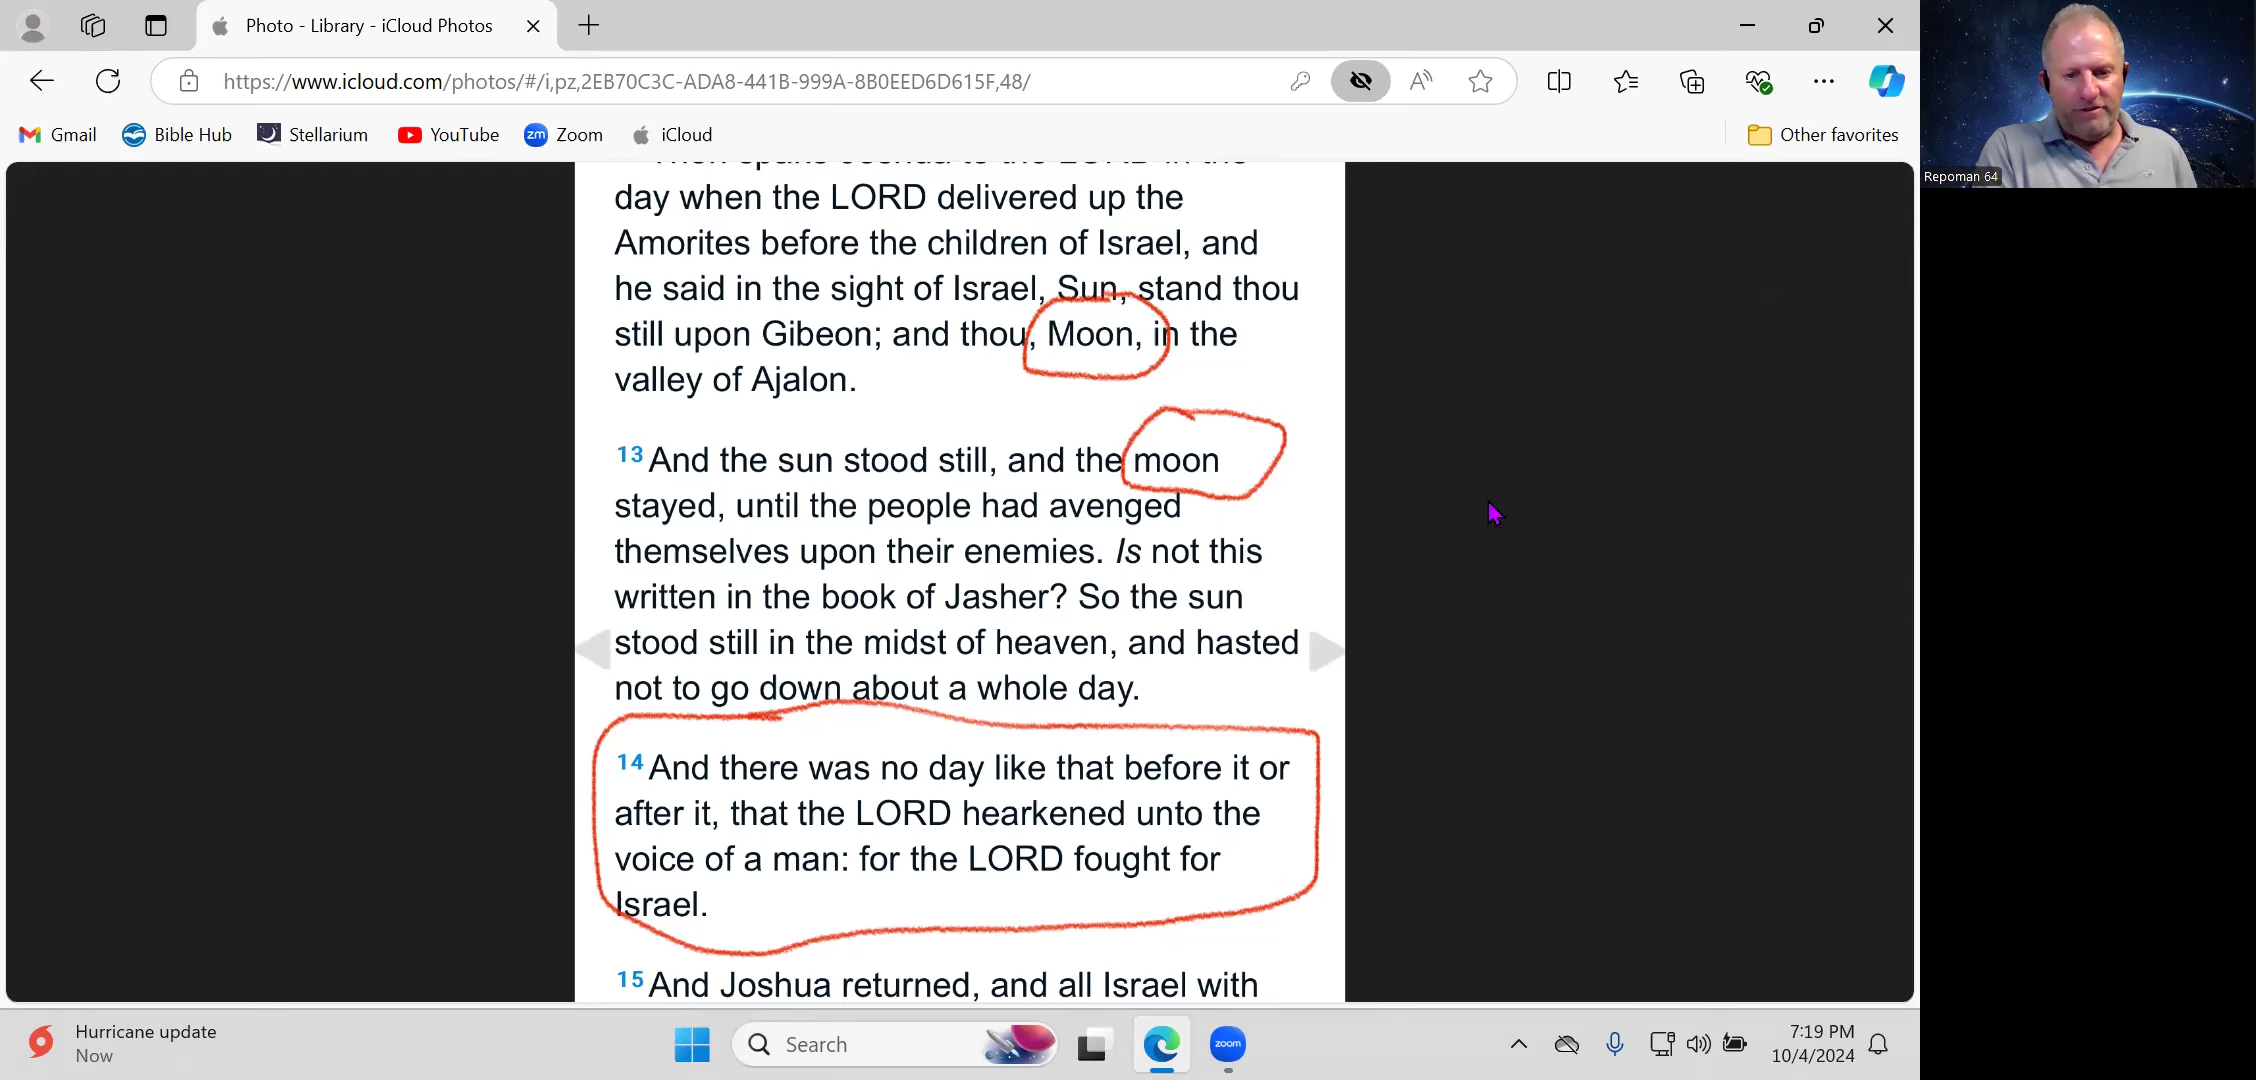 Photo - Library - iCloud Photos
https://www.icloud.com/photos/#/i,pz,2EB70C3C-ADA8-441B-999A-8B0EED6D615F,48/
Gmail
Bible Hub
Stellarium
YouTube
zm Zoom
iCloud
Other favorites
Repoman 64
day when the LORD delivered up the
Amorites before the children of Israel, and
he said in the sight of Israel, Sun, stand thou
still upon Gibeon; and thou, Moon, in the
valley of Ajalon.
13 And the sun stood still, and the moon
stayed, until the people had avenged
themselves upon their enemies. Is not this
written in the book of Jasher? So the sun
stood still in the midst of heaven, and hasted
not to go down about a whole day.
14 And there was no day like that before it or
after it, that the LORD hearkened unto the
voice of a man: for the LORD fought for
Israel.
15 And Joshua returned, and all Israel with
Hurricane update
Now
Search
zoom
7:19 PM
10/4/2024